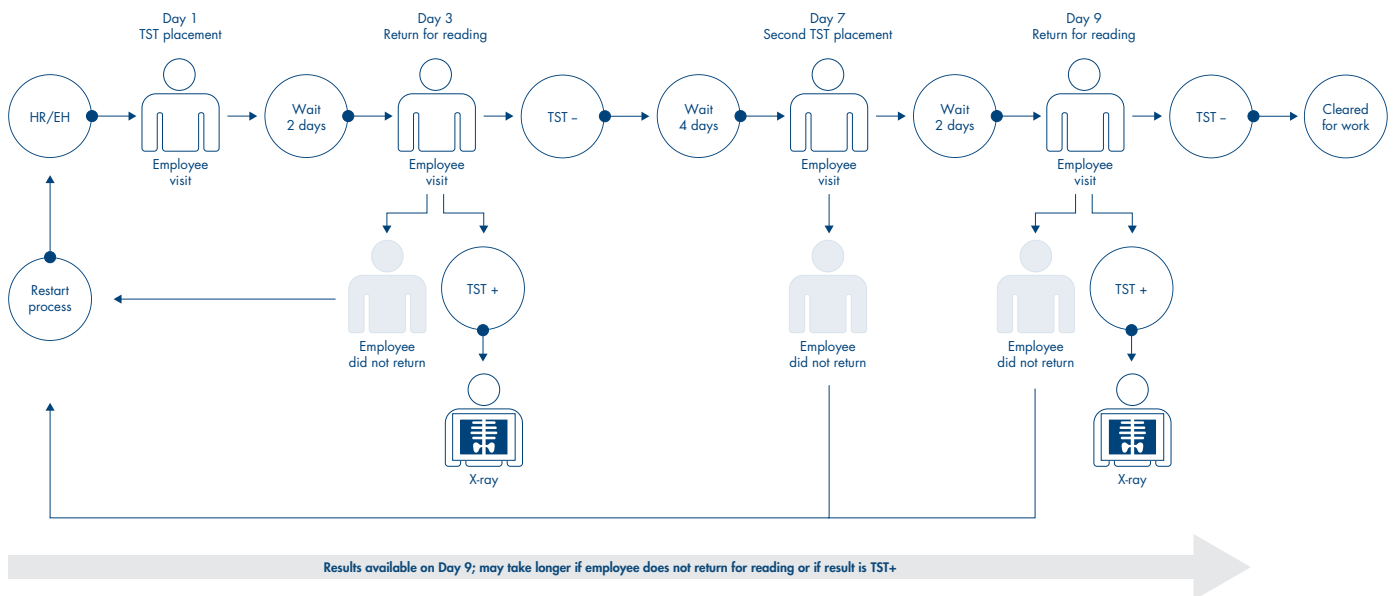 Day 1
TST placement
Day 3
Return for reading
Day 7
Second TST placement
Day 9
Return for reading
HR/EH
Employee
visit
Wait
2 days
Employee
visit
TST –
Wait
4 days
Employee
visit
Wait
2 days
Employee
visit
TST –
Cleared
for work
Restart
process
Employee
did not return
TST +
X-ray
Employee
did not return
Employee
did not return
TST +
X-ray
Results available on Day 9; may take longer if employee does not return for reading or if result is TST+